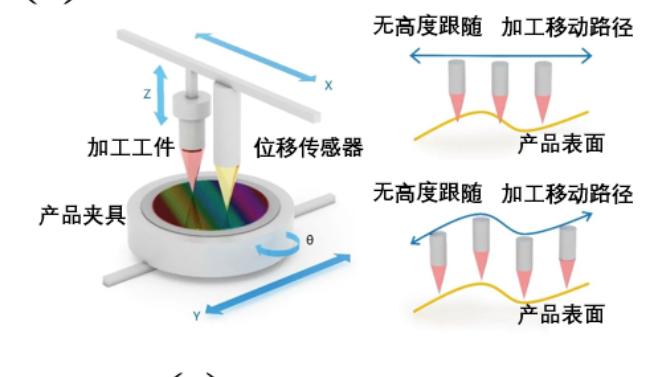 无高度跟随 加工移动路径
X
Z
加工工件
位移传感器
产品表面
无高度跟随 加工移动路径
产品夹具
θ
Y
产品表面